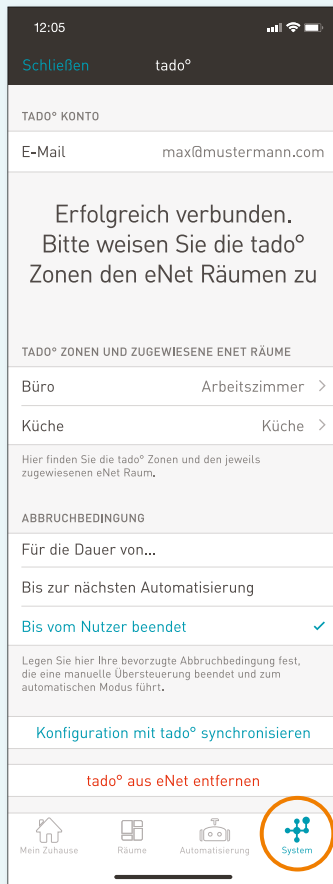 12:05
Schließen tado°
TADO° KONTO
E-Mail max@mustermann.com
Erfolgreich verbunden.
Bitte weisen Sie die tado°
Zonen den eNet Räumen zu
TADO° ZONEN UND ZUGEWIESENE ENET RÄUME
Büro Arbeitszimmer
Küche Küche
Hier finden Sie die tado° Zonen und den jeweils
zugewiesenen eNet Raum.
ABBRUCHBEDINGUNG
Für die Dauer von...
Bis zur nächsten Automatisierung
Bis vom Nutzer beendet
Legen Sie hier Ihre bevorzugte Abbruchbedingung fest,
die eine manuelle Übersteuerung beendet und zum
automatischen Modus führt.
Konfiguration mit tado° synchronisieren
tado° aus eNet entfernen
Mein Zuhause Räume Automatisierung System